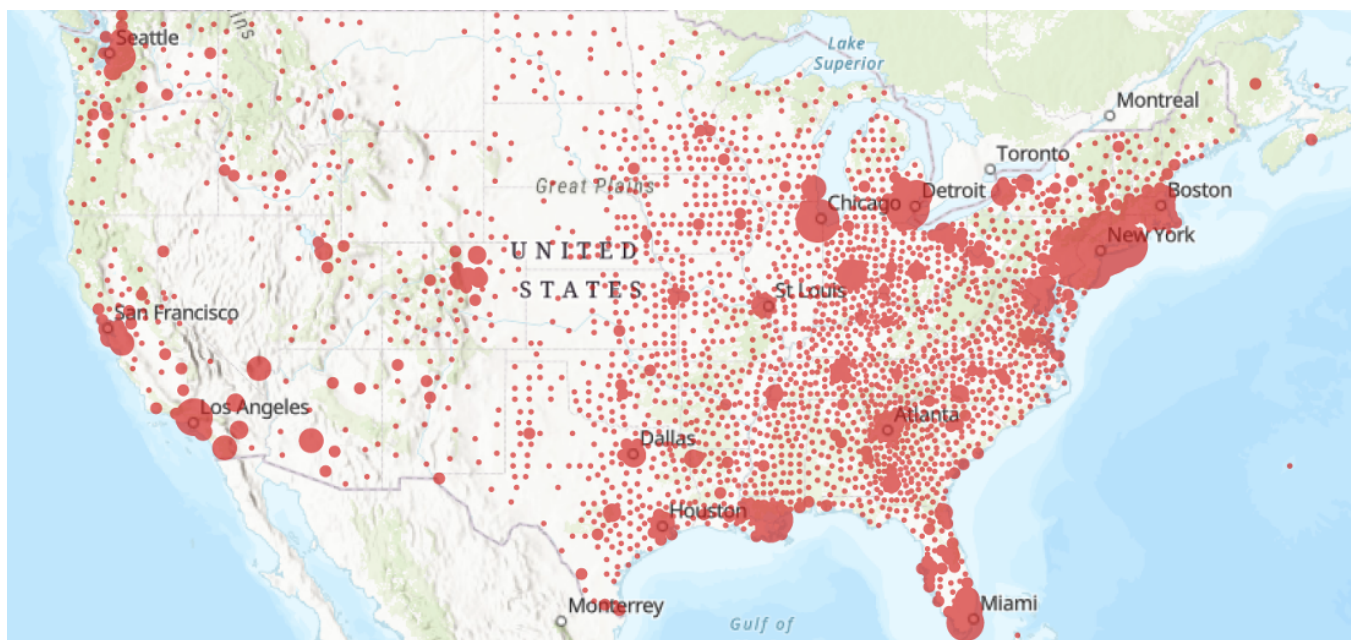 Seattle
ins
Lake
Superior
Montreal
Toronto
Great Plains
Detroit
Boston
Chicago
New York
UNITED
STATES
St Louis
San Francisco
Los Angeles
Atlanta
Dallas
Houston
Monterrey
Miami
Gulf of